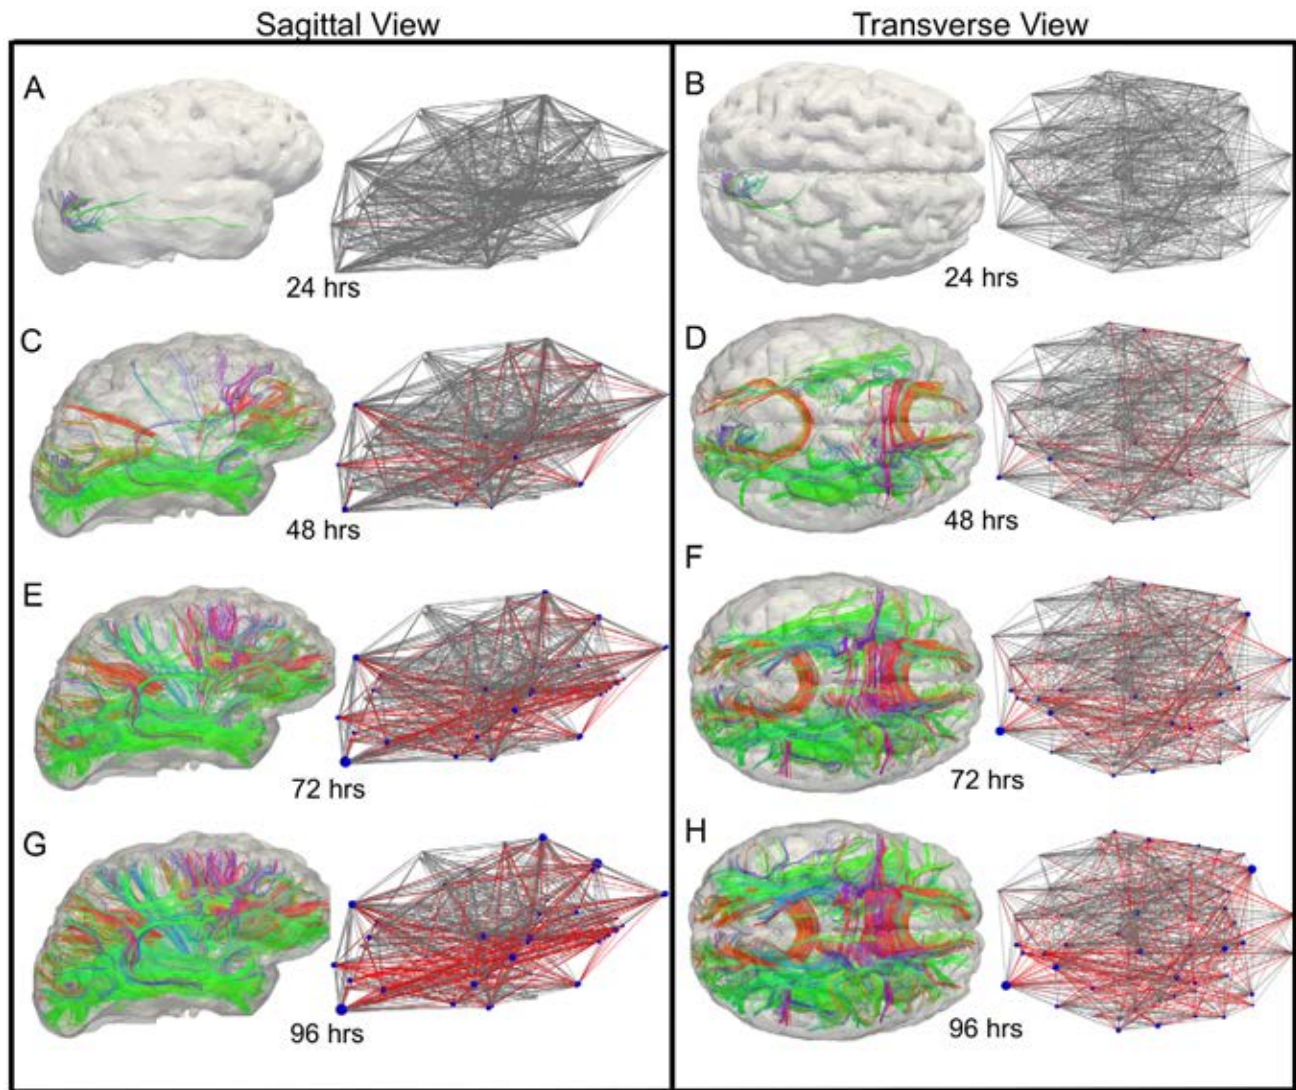 Sagittal View
Transverse View
A
24 hrs
B
24 hrs
C
48 hrs
D
48 hrs
E
72 hrs
F
72 hrs
G
96 hrs
H
96 hrs